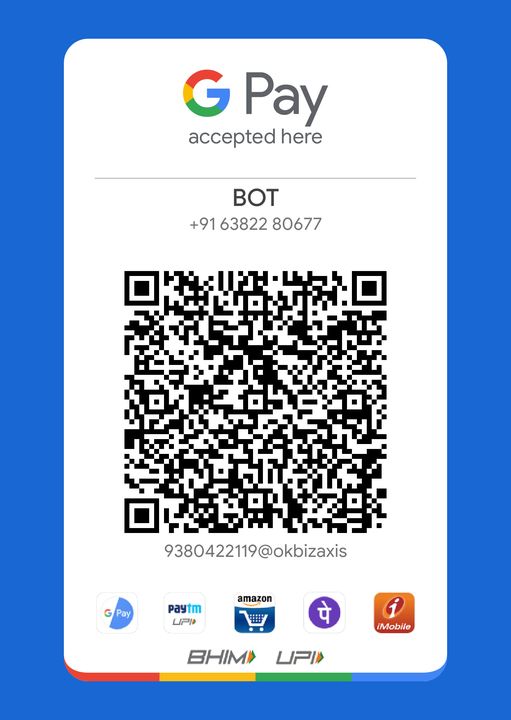 G Pay
accepted here
BOT
+91 63822 80677
9380422119@okbizaxis
G Pay
paytm
UPI
amazon
पे
i
iMobile
BHIM UPI